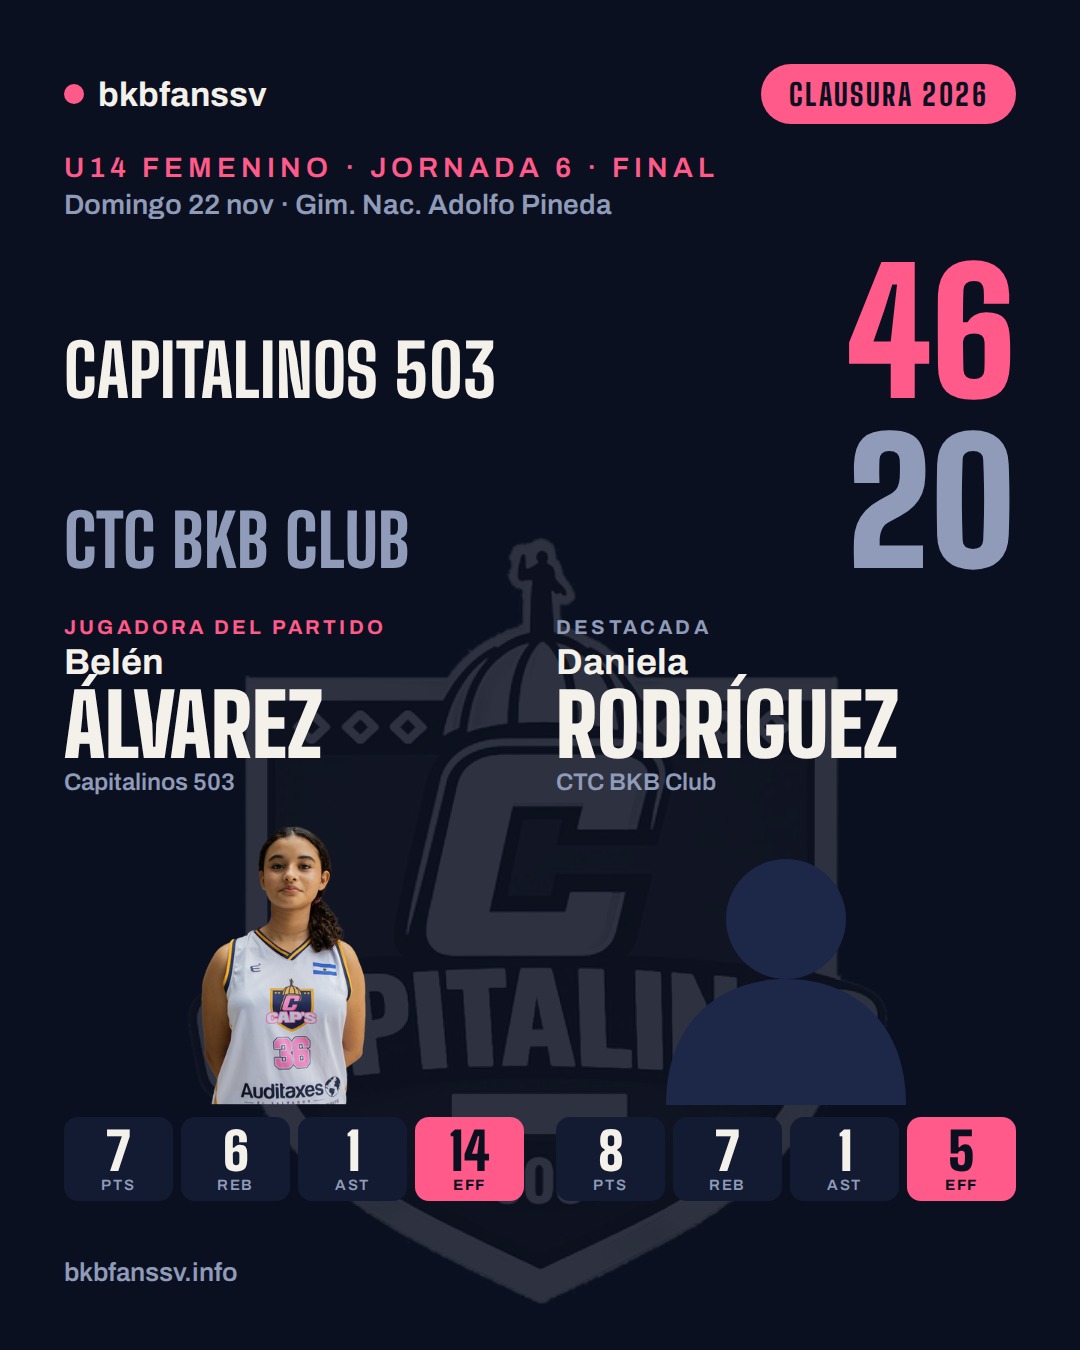 bkbfanssv
CLAUSURA 2026
U14 FEMENINO · JORNADA 6 · FINAL
Domingo 22 nov · Gim. Nac. Adolfo Pineda
CAPITALINOS 503
46
CTC BKB CLUB
20
JUGADORA DEL PARTIDO
Belén
ÁLVAREZ
Capitalinos 503
DESTACADA
Daniela
RODRÍGUEZ
CTC BKB Club
C
CAP'S
36
Auditaxes
C
PITALIN
7 6 1 14
PTS REB AST EFF
8 7 1 5
PTS REB AST EFF
bkbfanssv.info